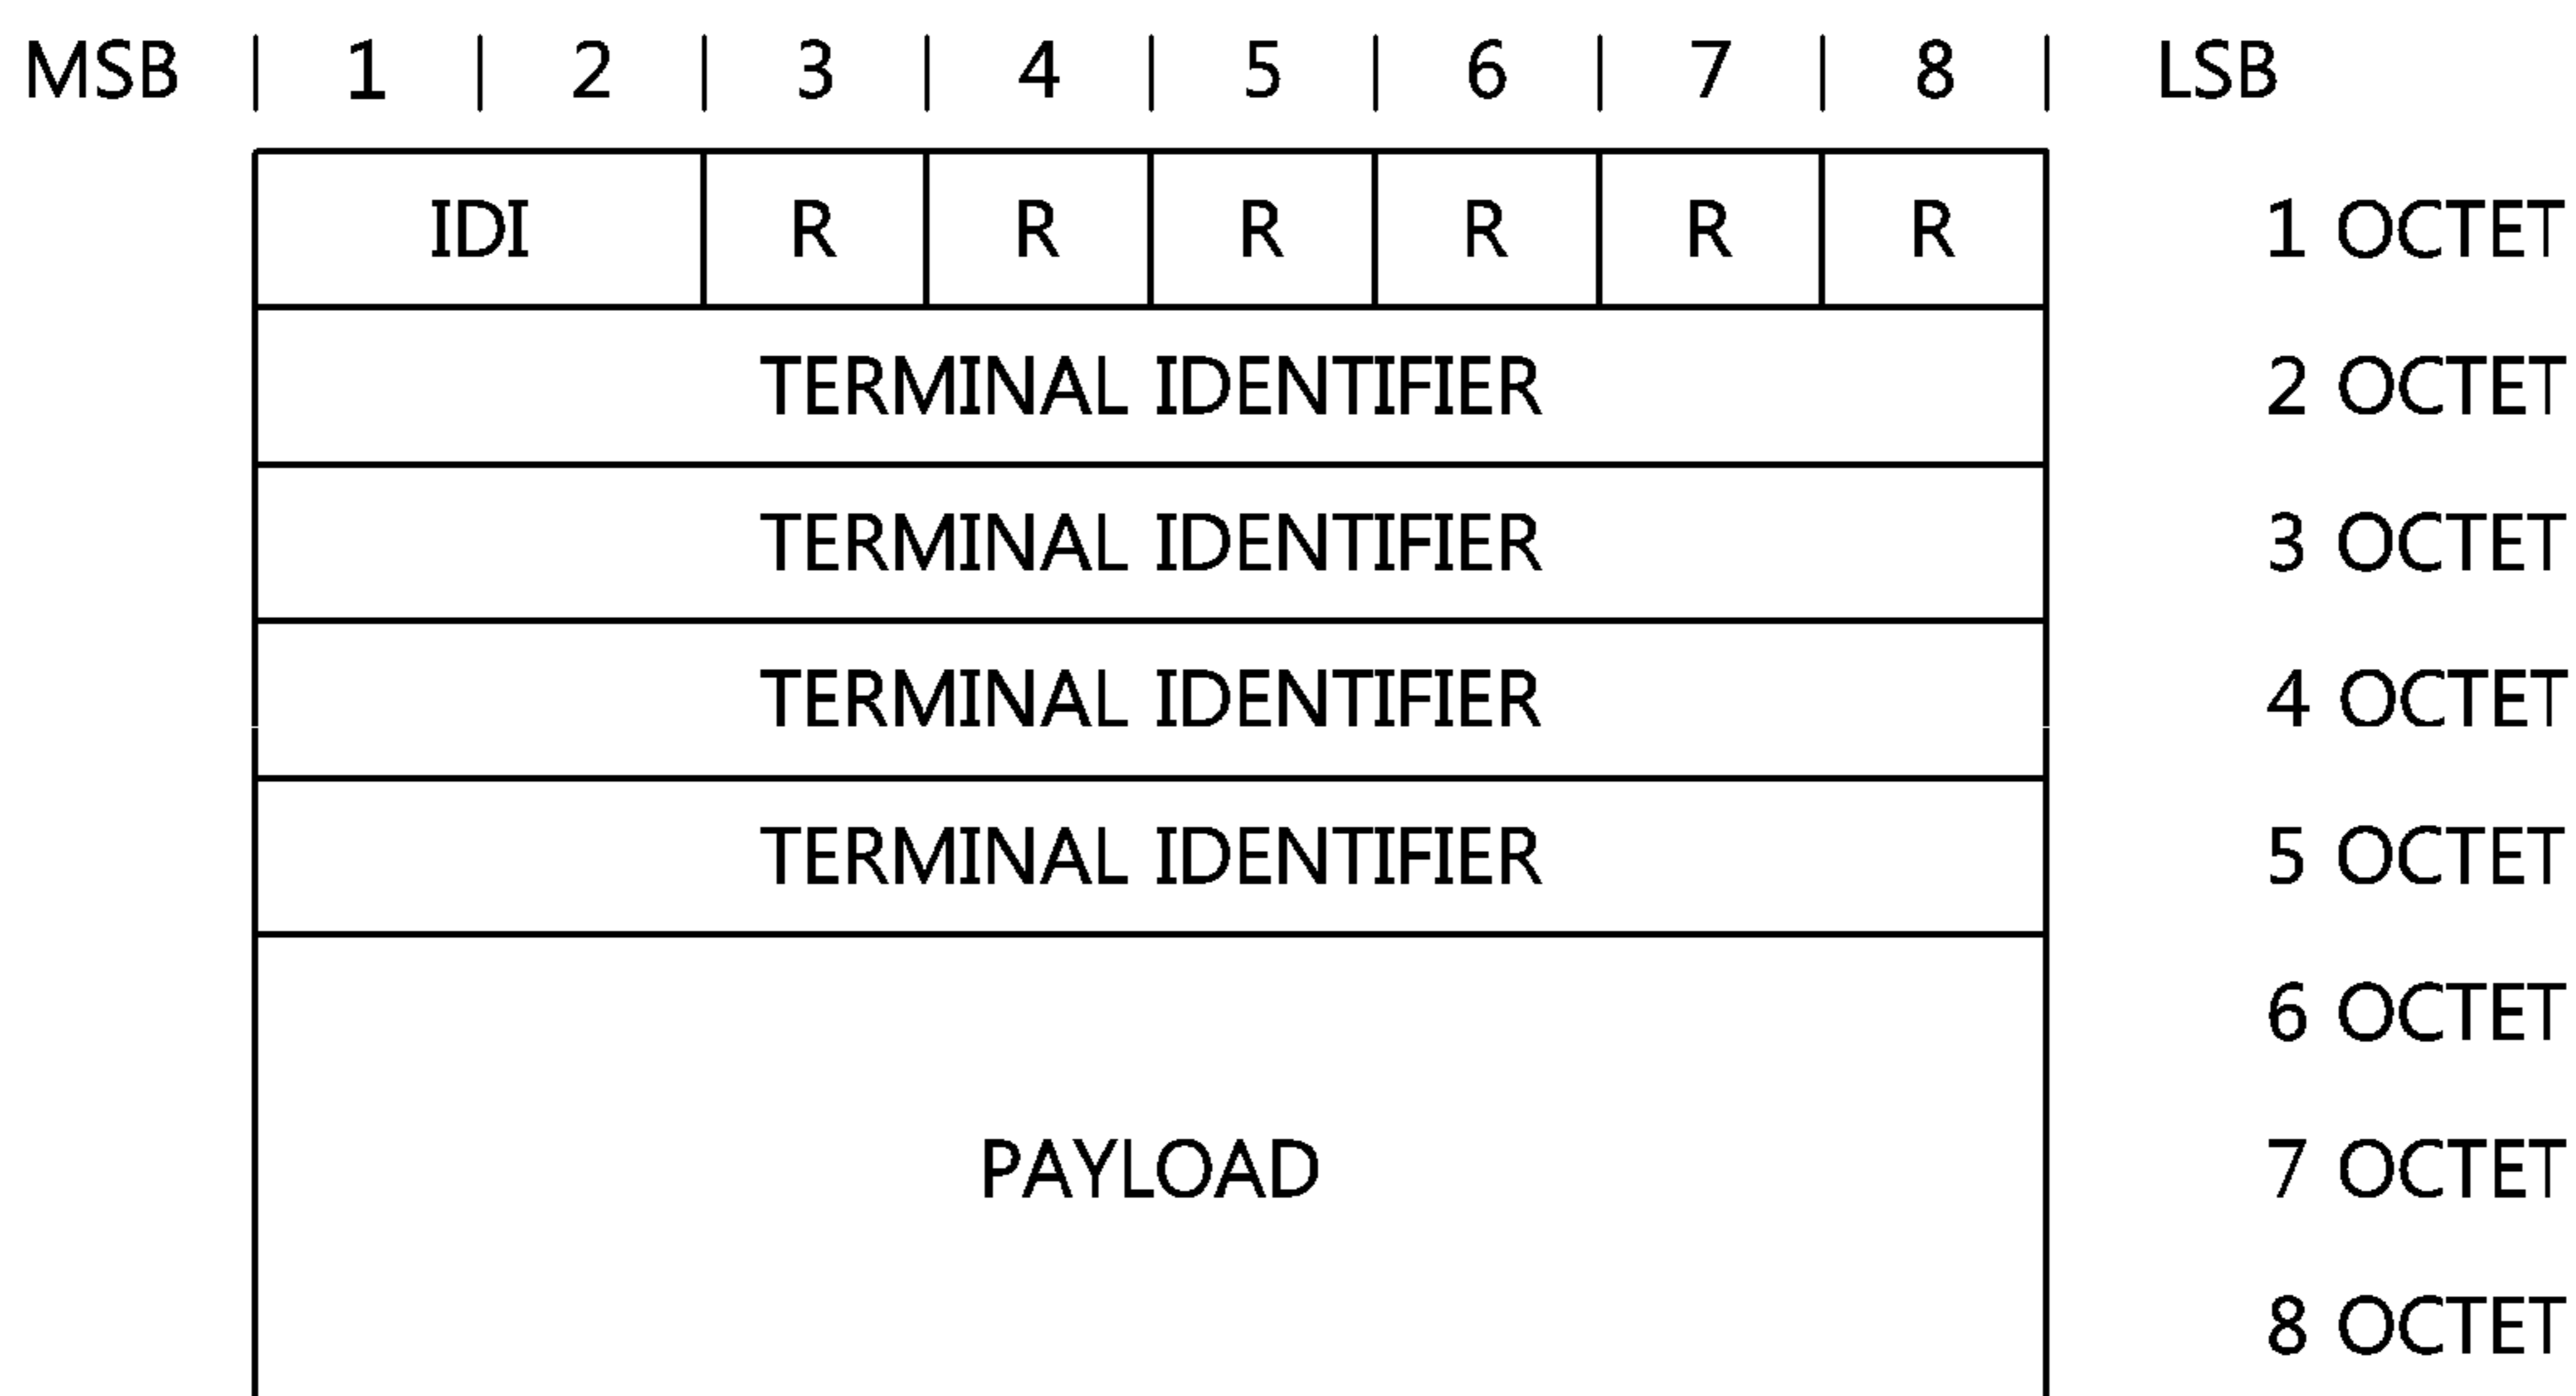 MSB | 1 | 2 | 3 | 4 | 5 | 6 | 7 | 8 | LSB
IDI R R R R R R 1 OCTET
TERMINAL IDENTIFIER 2 OCTET
TERMINAL IDENTIFIER 3 OCTET
TERMINAL IDENTIFIER 4 OCTET
TERMINAL IDENTIFIER 5 OCTET
6 OCTET
PAYLOAD 7 OCTET
8 OCTET